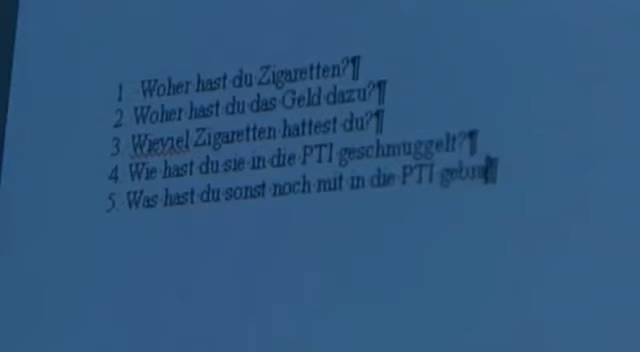 1 Woher hast du Zigaretten?¶
2 Woher hast du das Geld dazu?¶
3 Wieviel Zigaretten hattest du?¶
4 Wie hast du sie in die PTI geschmuggelt?¶
5. Was hast du sonst noch mit in die PTI